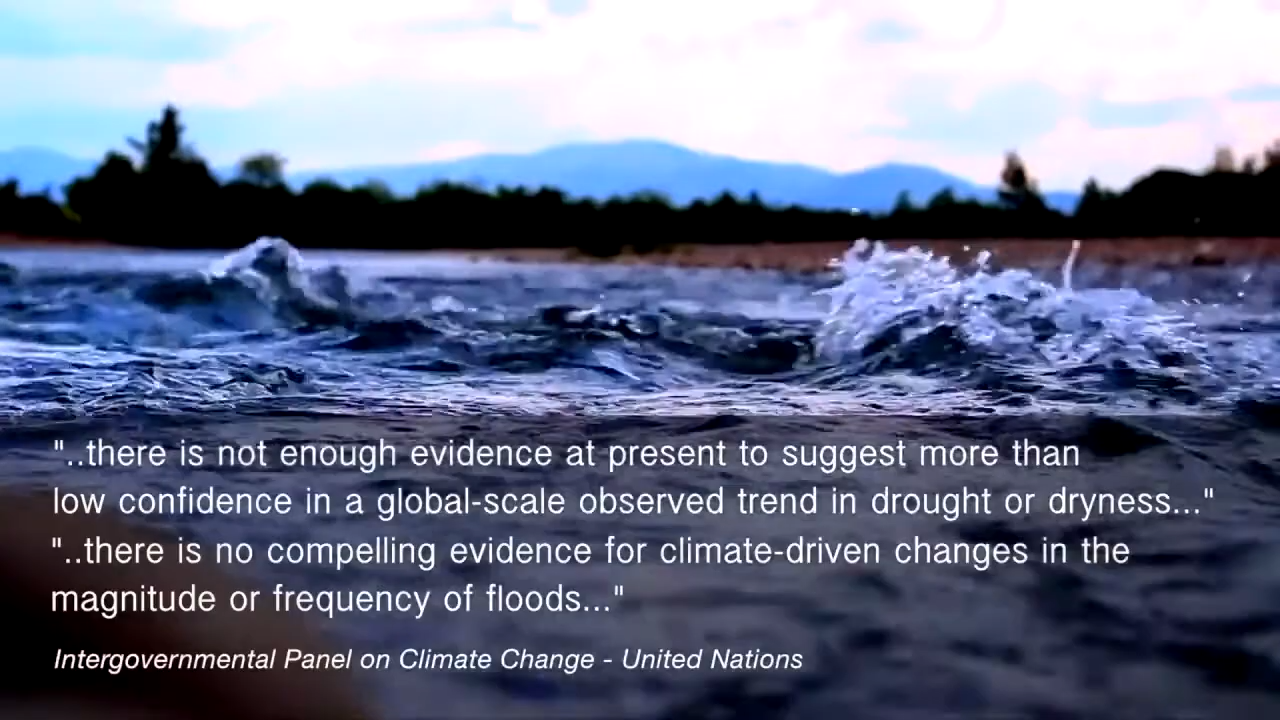 "..there is not enough evidence at present to suggest more than
low confidence in a global-scale observed trend in drought or dryness..."
"..there is no compelling evidence for climate-driven changes in the
magnitude or frequency of floods..."
Intergovernmental Panel on Climate Change - United Nations